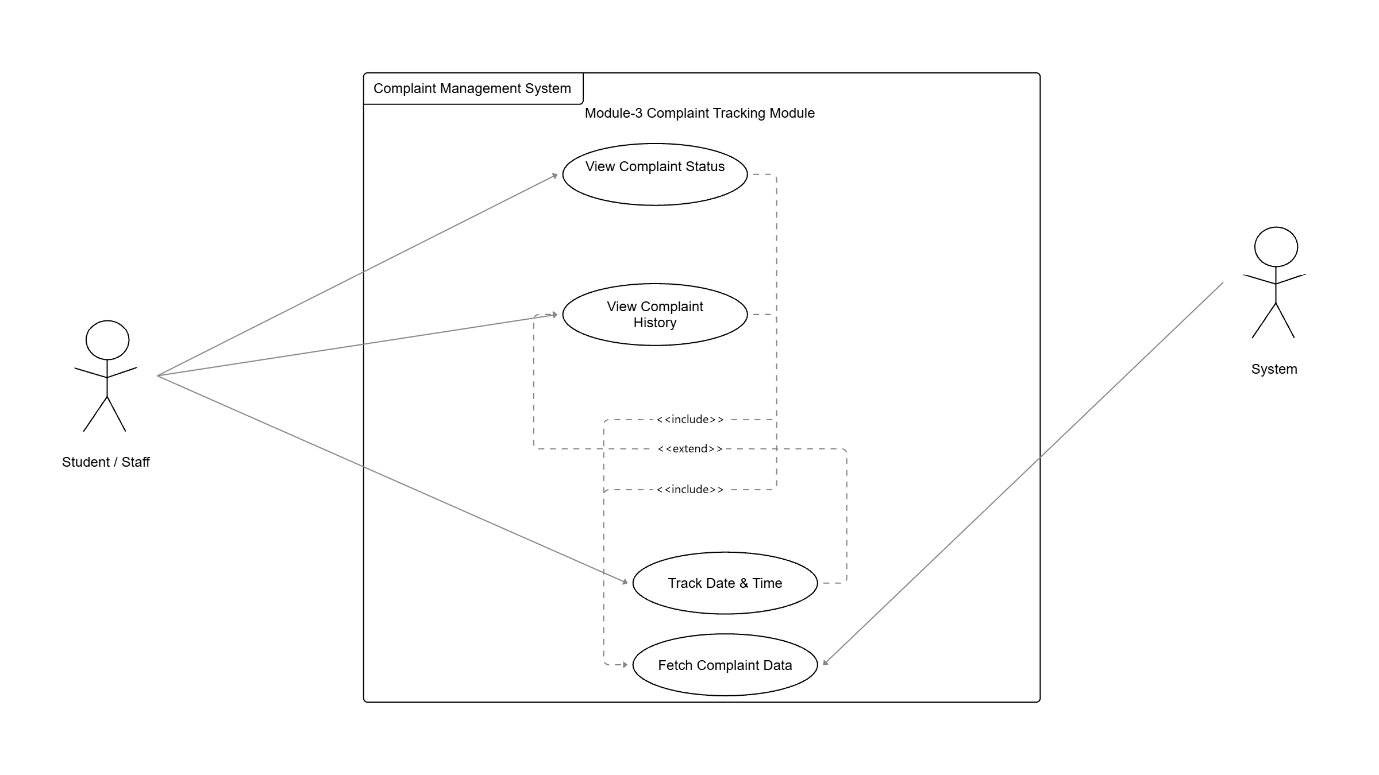 Complaint Management System
Module-3 Complaint Tracking Module
View Complaint Status
View Complaint
History
System
<<include>>
<<extend>>
Student / Staff
<<include>>
Track Date & Time
Fetch Complaint Data